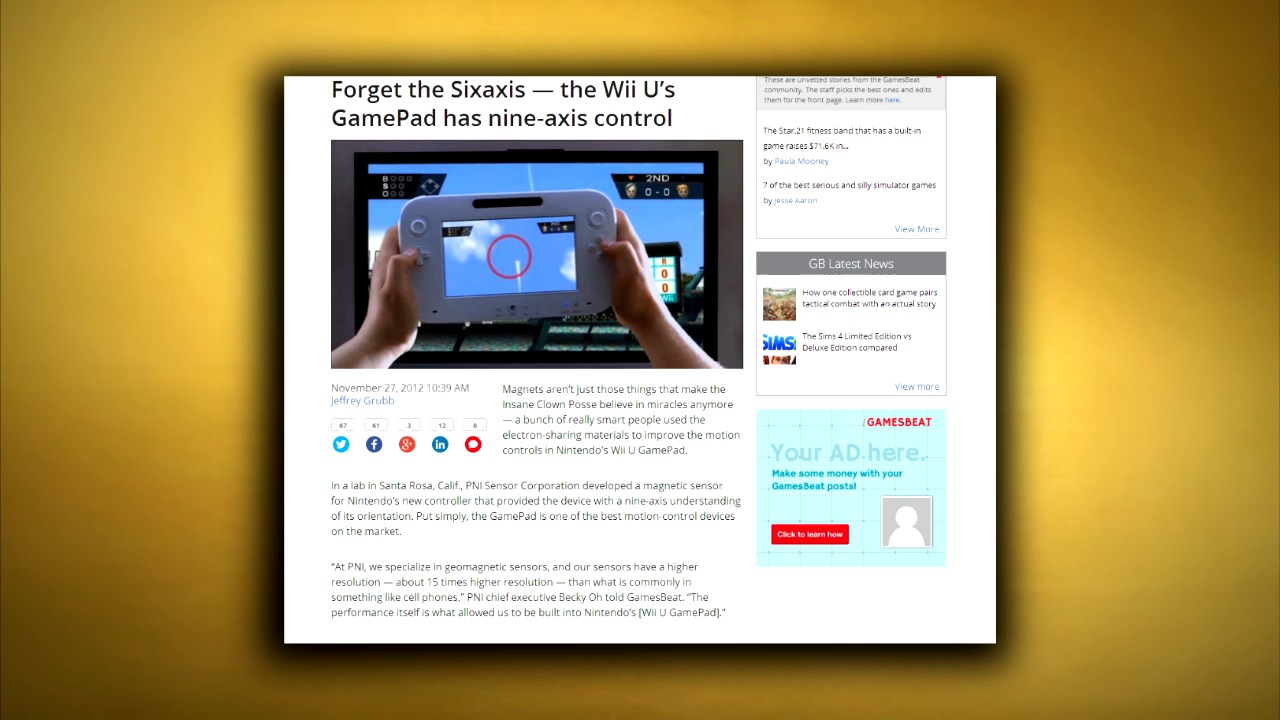 Forget the Sixaxis — the Wii U's
GamePad has nine-axis control
B
S
O
2ND
0 - 0
R
0
0
Wii
November 27, 2012 10:39 AM
Jeffrey Grubb
67 61 3 12 0
Magnets aren't just those things that make the
Insane Clown Posse believe in miracles anymore
— a bunch of really smart people used the
electron-sharing materials to improve the motion
controls in Nintendo's Wii U GamePad.
In a lab in Santa Rosa, Calif., PNI Sensor Corporation developed a magnetic sensor
for Nintendo's new controller that provided the device with a nine-axis understanding
of its orientation. Put simply, the GamePad is one of the best motion-control devices
on the market.
“At PNI, we specialize in geomagnetic sensors, and our sensors have a higher
resolution — about 15 times higher resolution — than what is commonly in
something like cell phones,” PNI chief executive Becky Oh told GamesBeat. “The
performance itself is what allowed us to be built into Nintendo's [Wii U GamePad].”
These are unvetted stories from the GamesBeat
community. The staff picks the best ones and edits
them for the front page. Learn more here.
The Star.21 fitness band that has a built-in
game raises $71.6K in...
by Paula Mooney
7 of the best serious and silly simulator games
by Jesse Aaron
View More
GB Latest News
How one collectible card game pairs
tactical combat with an actual story
SIMS
The Sims 4 Limited Edition vs
Deluxe Edition compared
View more
/GAMESBEAT
Your AD here.
Make some money with your
GamesBeat posts!
Click to learn how